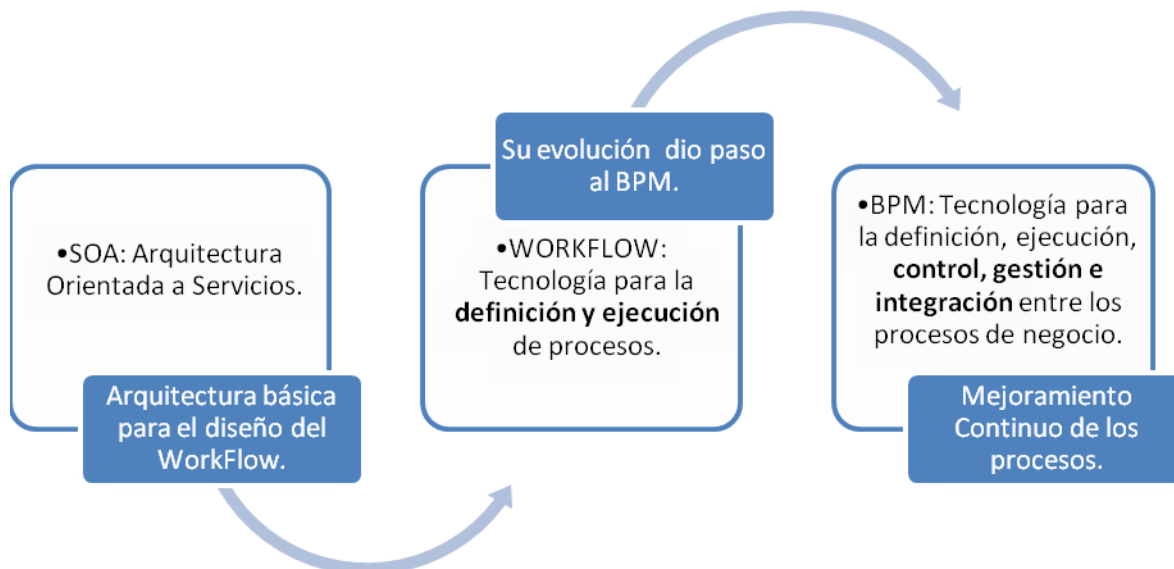 •SOA: Arquitectura
Orientada a Servicios.
Arquitectura básica
para el diseño del
WorkFlow.
Su evolución dio paso
al BPM.
•WORKFLOW:
Tecnología para la
definición y ejecución
de procesos.
•BPM: Tecnología para
la definición, ejecución,
control, gestión e
integración entre los
procesos de negocio.
Mejoramiento
Continuo de los
procesos.